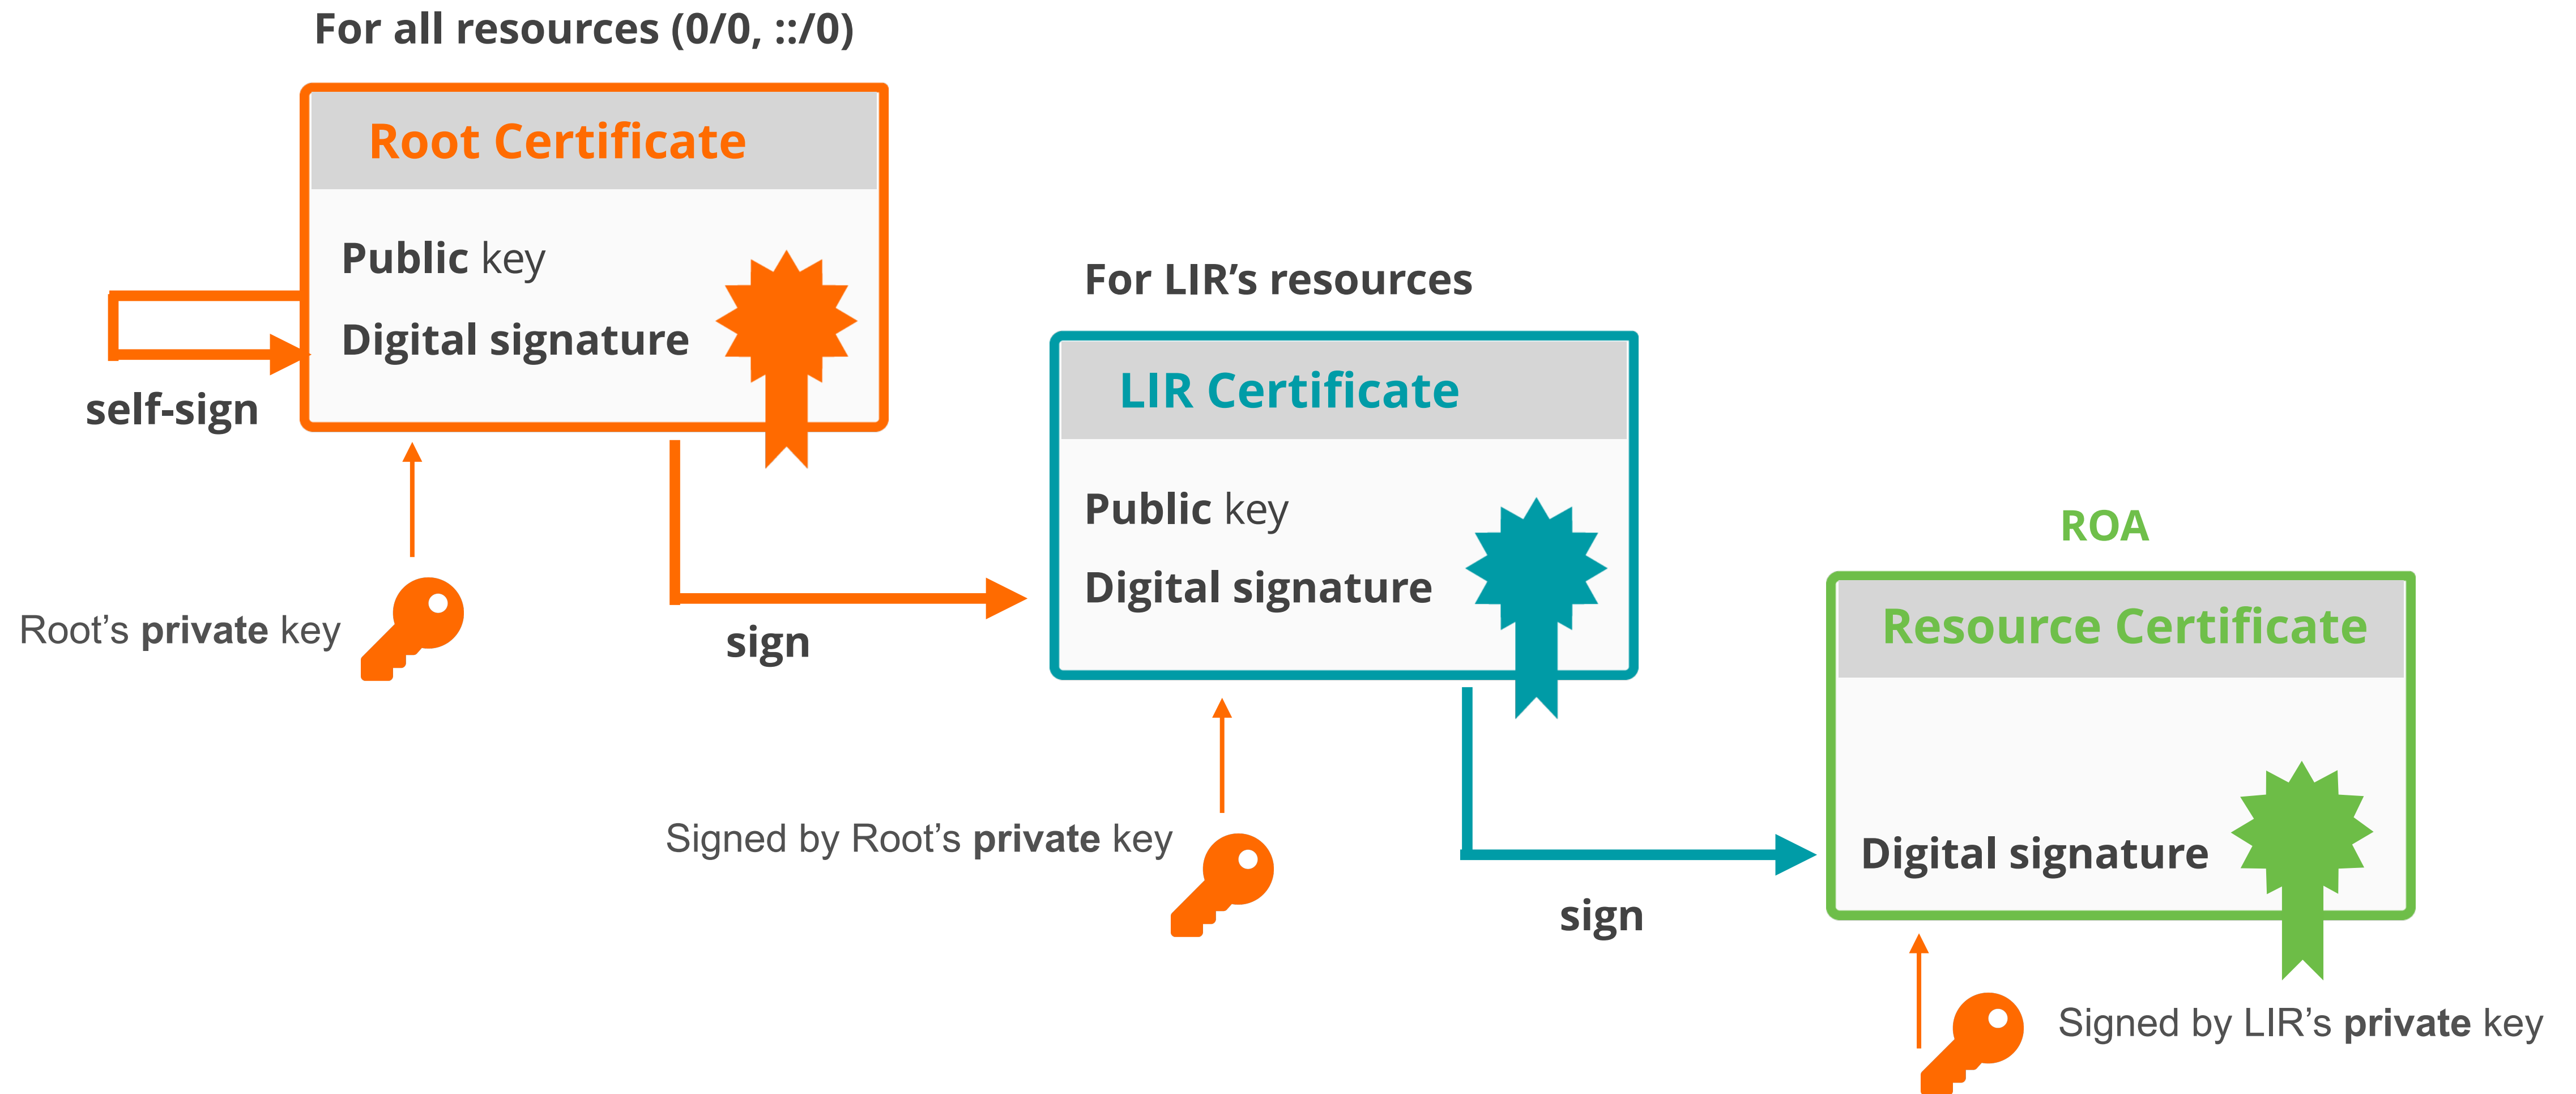 For all resources (0/0, ::/0)
Root Certificate
Public key
Digital signature
self-sign
Root’s private key
sign
For LIR’s resources
LIR Certificate
Public key
Digital signature
Signed by Root’s private key
sign
ROA
Resource Certificate
Digital signature
Signed by LIR’s private key